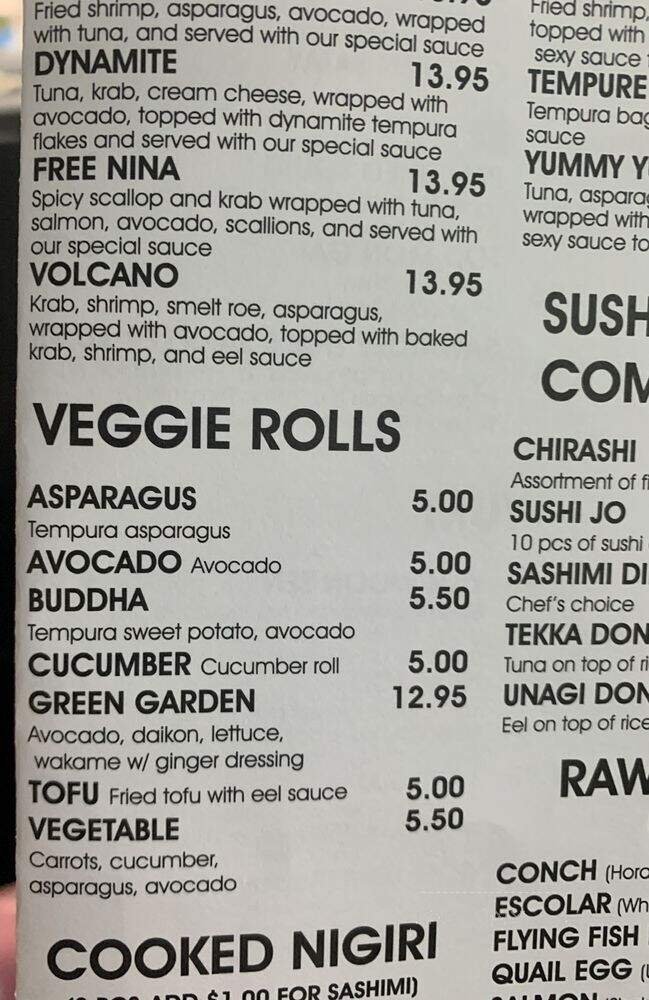 Fried shrimp, asparagus, avocado, wrapped
with tuna, and served with our special sauce
DYNAMITE 13.95
Tuna, krab, cream cheese, wrapped with
avocado, topped with dynamite tempura
flakes and served with our special sauce
FREE NINA 13.95
Spicy scallop and krab wrapped with tuna,
salmon, avocado, scallions, and served with
our special sauce
VOLCANO 13.95
Krab, shrimp, smelt roe, asparagus,
wrapped with avocado, topped with baked
krab, shrimp, and eel sauce
VEGGIE ROLLS
ASPARAGUS 5.00
Tempura asparagus
AVOCADO Avocado 5.00
BUDDHA 5.50
Tempura sweet potato, avocado
CUCUMBER Cucumber roll 5.00
GREEN GARDEN 12.95
Avocado, daikon, lettuce,
wakame w/ ginger dressing
TOFU Fried tofu with eel sauce 5.00
VEGETABLE 5.50
Carrots, cucumber,
asparagus, avocado
COOKED NIGIRI
ADD $1.00 FOR SASHIMI)
Fried shrimp,
topped with
sexy sauce
TEMPURE
Tempura
sauce
YUMMY
Tuna,
wrapped with
sexy sauce
CHIRASHI
Assortment of
SUSHI JO
10 pcs of sushi
SASHIMI
Chef's choice
TEKKA DON
Tuna on top of
UNAGI DON
Eel on top of rice
RAW
CONCH
ESCOLAR
FLYING FISH
QUAIL EGG